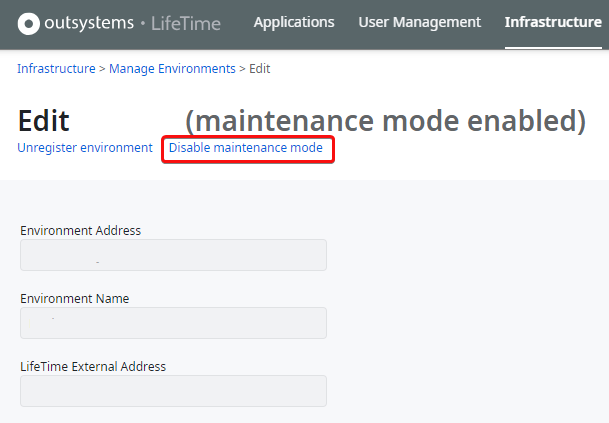 outsystems • LifeTime Applications User Management Infrastructure
Infrastructure > Manage Environments > Edit
Edit (maintenance mode enabled)
Unregister environment Disable maintenance mode
Environment Address
Environment Name
LifeTime External Address